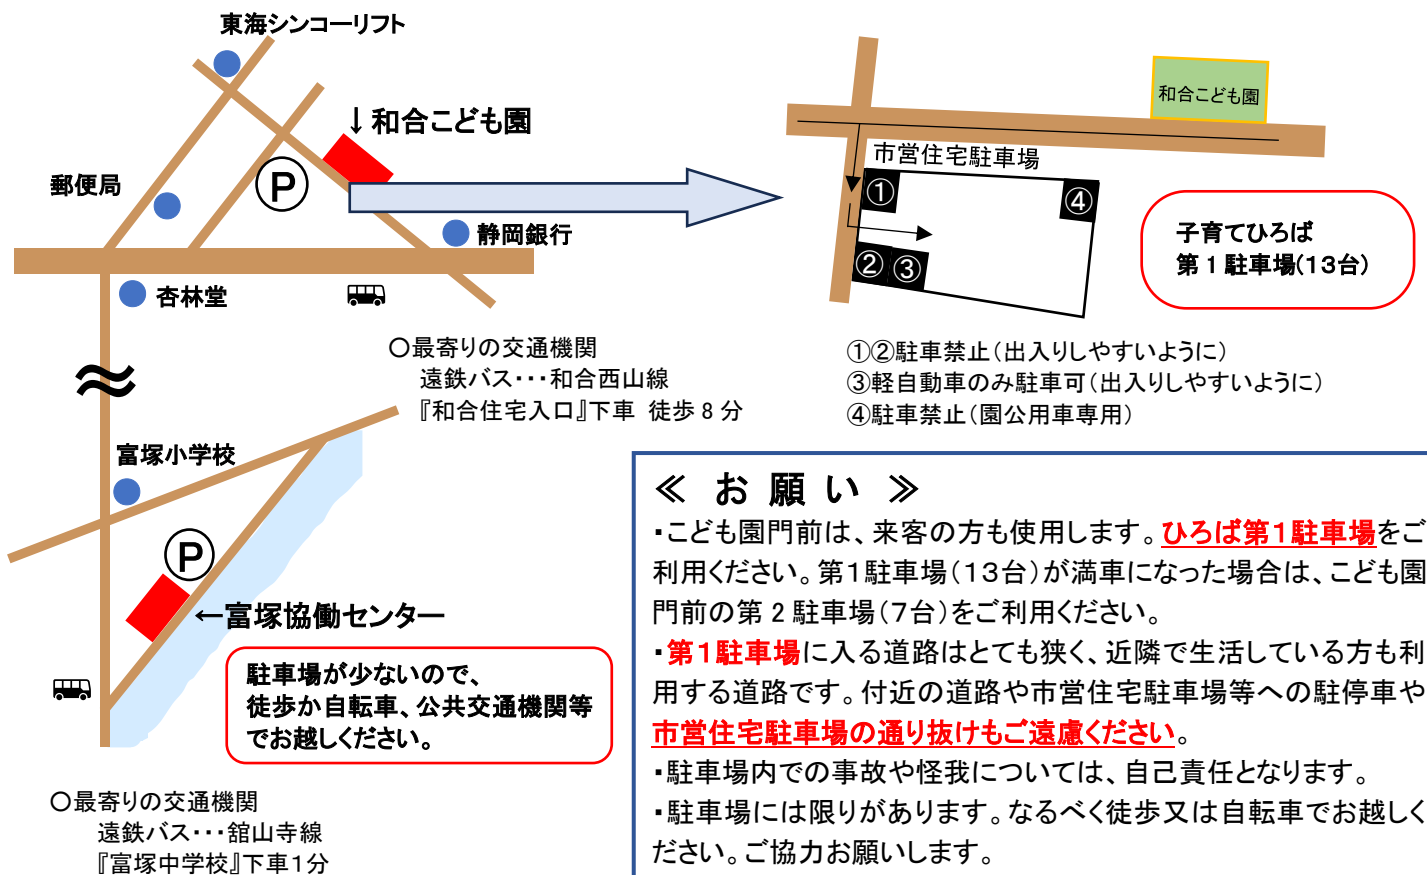 東海シンコーリフト
↓和合こども園
郵便局
P
静岡銀行
杏林堂
〇最寄りの交通機関
遠鉄バス・・・和合西山線
『和合住宅入口』下車 徒歩8分
和合こども園
市営住宅駐車場
①
④
②
③
子育てひろば
第1駐車場(13台)
①②駐車禁止(出入りしやすいように)
③軽自動車のみ駐車可(出入りしやすいように)
④駐車禁止(園公用車専用)
富塚小学校
P
←富塚協働センター
駐車場が少ないので、
徒歩か自転車、公共交通機関等
でお越しください。
〇最寄りの交通機関
遠鉄バス・・・舘山寺線
『富塚中学校』下車1分
≪ お 願 い ≫
・こども園門前は、来客の方も使用します。ひろば第1駐車場をご
利用ください。第1駐車場(13台)が満車になった場合は、こども園
門前の第2駐車場(7台)をご利用ください。
・第1駐車場に入る道路はとても狭く、近隣で生活している方も利
用する道路です。付近の道路や市営住宅駐車場等への駐停車や
市営住宅駐車場の通り抜けもご遠慮ください。
・駐車場内での事故や怪我については、自己責任となります。
・駐車場には限りがあります。なるべく徒歩又は自転車でお越しく
ださい。ご協力お願いします。